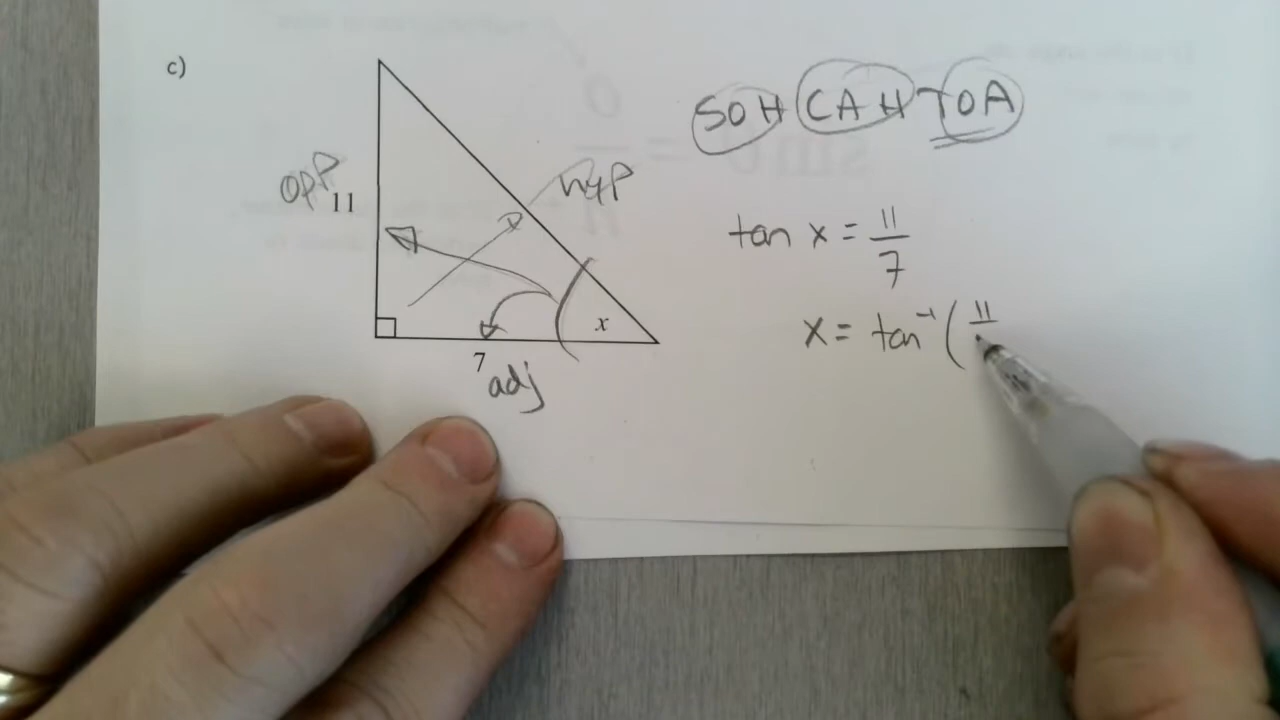 c)
SOH CAH TOA
opp
11
hyp
tan x = 11/7
x = tan⁻¹ ( 11
x
7
adj